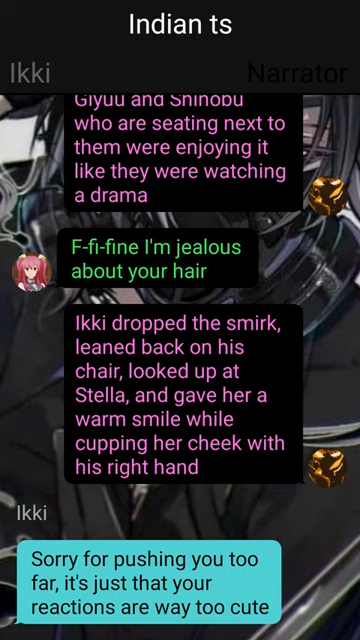 Indian ts
Ikki
Narrator
Giyuu and Shinobu
who are seating next to
them were enjoying it
like they were watching
a drama
F-fi-fine I'm jealous
about your hair
Ikki dropped the smirk,
leaned back on his
chair, looked up at
Stella, and gave her a
warm smile while
cupping her cheek with
his right hand
Ikki
Sorry for pushing you too
far, it's just that your
reactions are way too cute